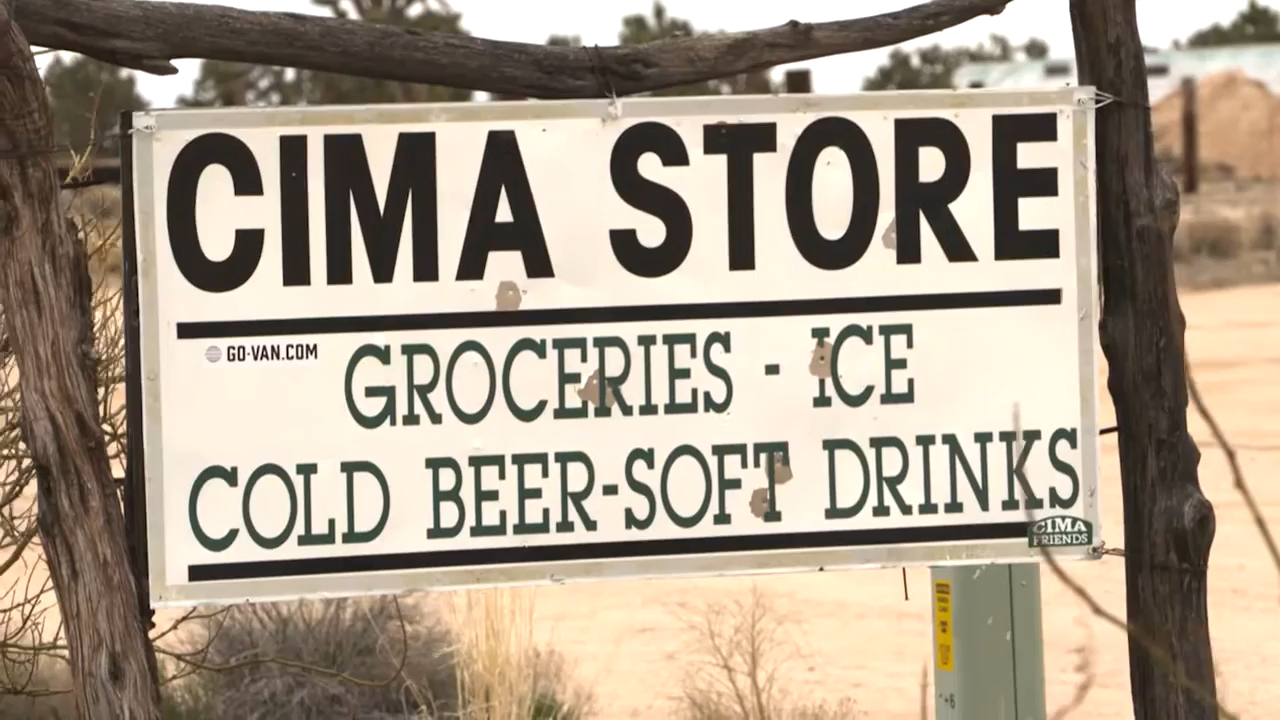 CIMA STORE
GO-VAN.COM
GROCERIES - ICE
COLD BEER-SOFT DRINKS
CIMA
FRIENDS